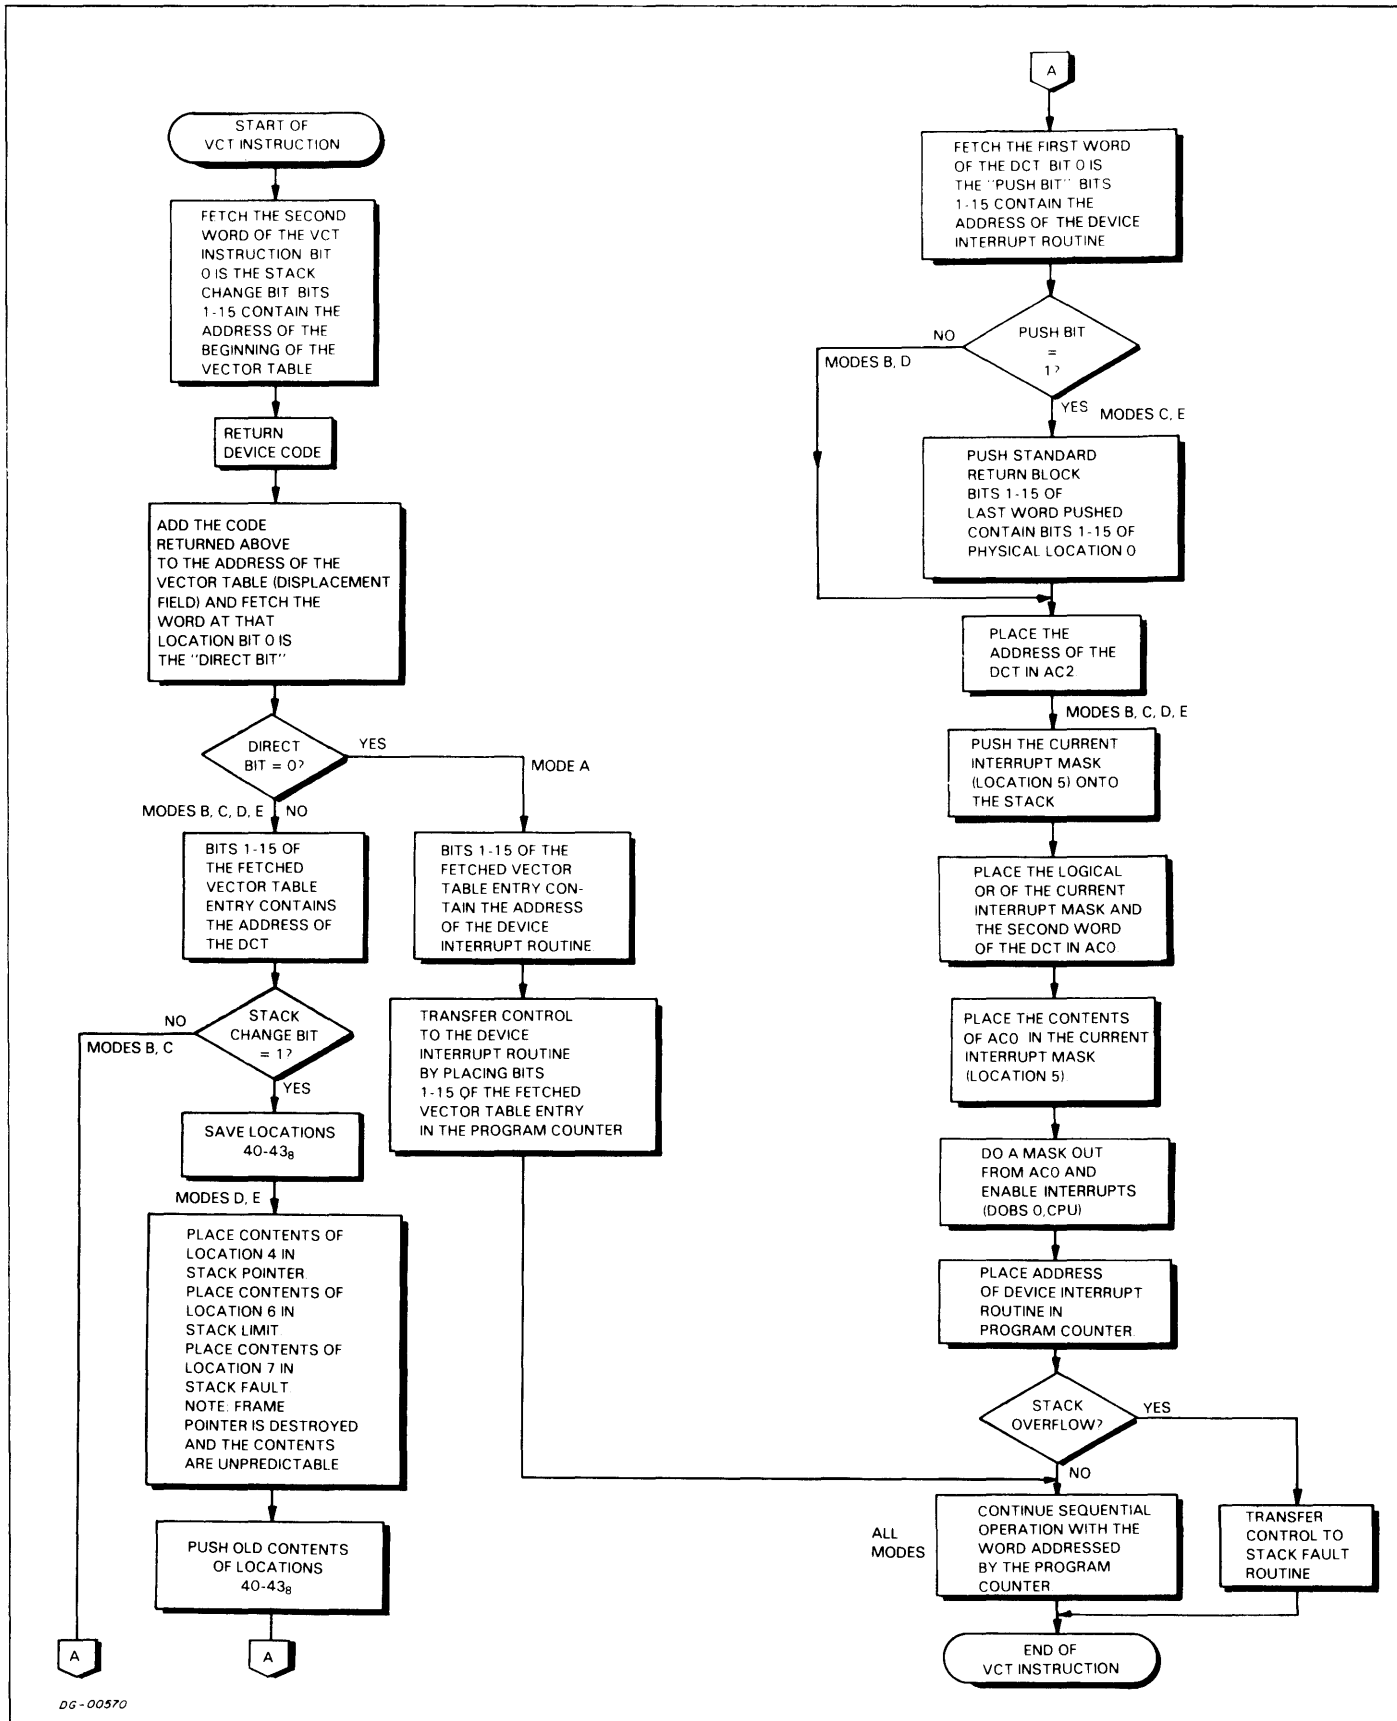 START OF
VCT INSTRUCTION
FETCH THE SECOND
WORD OF THE VCT
INSTRUCTION BIT
0 IS THE STACK
CHANGE BIT BITS
1-15 CONTAIN THE
ADDRESS OF THE
BEGINNING OF THE
VECTOR TABLE
RETURN
DEVICE CODE
ADD THE CODE
RETURNED ABOVE
TO THE ADDRESS OF THE
VECTOR TABLE (DISPLACEMENT
FIELD) AND FETCH THE
WORD AT THAT
LOCATION BIT 0 IS
THE "DIRECT BIT"
DIRECT
BIT = 0?
YES
MODE A
MODES B, C, D, E
NO
BITS 1-15 OF
THE FETCHED
VECTOR TABLE
ENTRY CONTAINS
THE ADDRESS OF
THE DCT
BITS 1-15 OF THE
FETCHED VECTOR
TABLE ENTRY CON-
TAIN THE ADDRESS
OF THE DEVICE
INTERRUPT ROUTINE
STACK
CHANGE BIT
= 1?
NO
MODES B, C
YES
TRANSFER CONTROL
TO THE DEVICE
INTERRUPT ROUTINE
BY PLACING BITS
1-15 OF THE FETCHED
VECTOR TABLE ENTRY
IN THE PROGRAM COUNTER
SAVE LOCATIONS
40-43₈
MODES D, E
PLACE CONTENTS OF
LOCATION 4 IN
STACK POINTER.
PLACE CONTENTS OF
LOCATION 6 IN
STACK LIMIT.
PLACE CONTENTS OF
LOCATION 7 IN
STACK FAULT.
NOTE: FRAME
POINTER IS DESTROYED
AND THE CONTENTS
ARE UNPREDICTABLE
PUSH OLD CONTENTS
OF LOCATIONS
40-43₈
A
A
DG-00570
A
FETCH THE FIRST WORD
OF THE DCT BIT 0 IS
THE "PUSH BIT" BITS
1-15 CONTAIN THE
ADDRESS OF THE DEVICE
INTERRUPT ROUTINE
PUSH BIT
=
1?
NO
MODES B, D
YES
MODES C, E
PUSH STANDARD
RETURN BLOCK
BITS 1-15 OF
LAST WORD PUSHED
CONTAIN BITS 1-15 OF
PHYSICAL LOCATION 0
PLACE THE
ADDRESS OF THE
DCT IN AC2
MODES B, C, D, E
PUSH THE CURRENT
INTERRUPT MASK
(LOCATION 5) ONTO
THE STACK
PLACE THE LOGICAL
OR OF THE CURRENT
INTERRUPT MASK AND
THE SECOND WORD
OF THE DCT IN AC0
PLACE THE CONTENTS
OF AC0 IN THE CURRENT
INTERRUPT MASK
(LOCATION 5).
DO A MASK OUT
FROM AC0 AND
ENABLE INTERRUPTS
(DOBS 0,CPU)
PLACE ADDRESS
OF DEVICE INTERRUPT
ROUTINE IN
PROGRAM COUNTER.
STACK
OVERFLOW?
YES
NO
ALL
MODES
CONTINUE SEQUENTIAL
OPERATION WITH THE
WORD ADDRESSED
BY THE PROGRAM
COUNTER
TRANSFER
CONTROL TO
STACK FAULT
ROUTINE
END OF
VCT INSTRUCTION